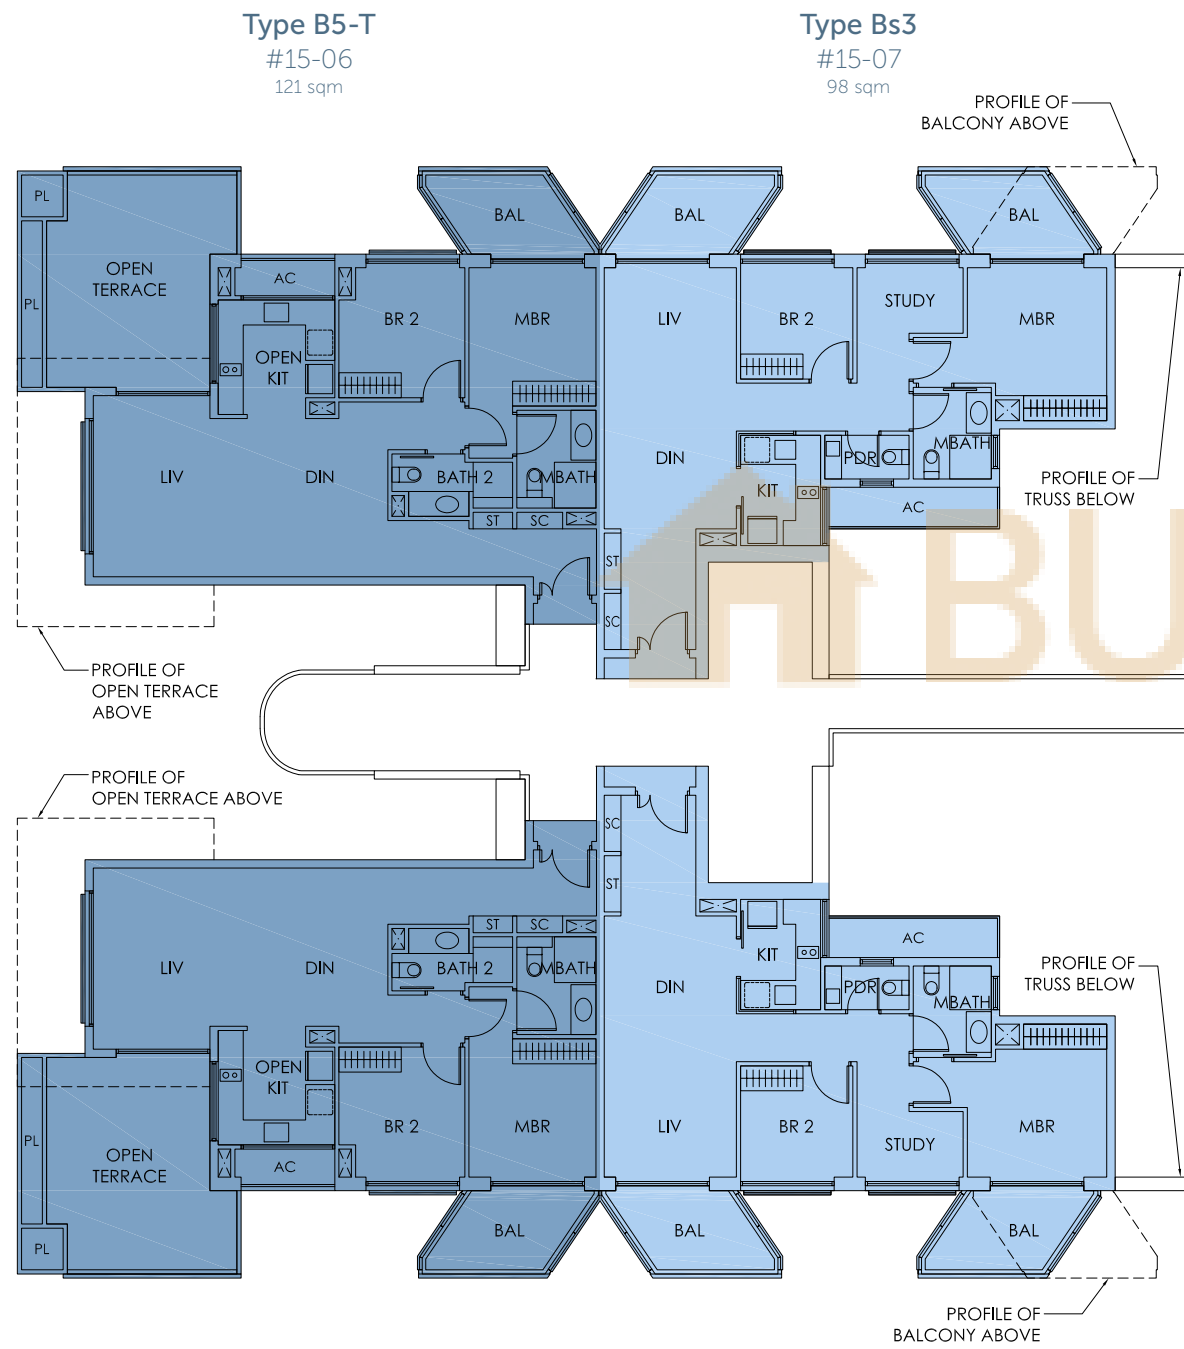 Type B5-T
#15-06
121 sqm
Type Bs3
#15-07
98 sqm
PROFILE OF
BALCONY ABOVE
PL
PL
OPEN
TERRACE
AC
OPEN
KIT
BR 2
BAL
MBR
BAL
LIV
BR 2
STUDY
BAL
MBR
LIV
DIN
BATH 2
MBATH
ST
SC
DIN
KIT
PDR
MBATH
AC
PROFILE OF
TRUSS BELOW
ST
SC
BU
PROFILE OF
OPEN TERRACE
ABOVE
PROFILE OF
OPEN TERRACE ABOVE
SC
ST
LIV
DIN
ST
SC
BATH 2
MBATH
DIN
KIT
AC
PDR
MBATH
PROFILE OF
TRUSS BELOW
OPEN
KIT
PL
OPEN
TERRACE
AC
BR 2
MBR
LIV
BR 2
STUDY
MBR
PL
BAL
BAL
BAL
PROFILE OF
BALCONY ABOVE